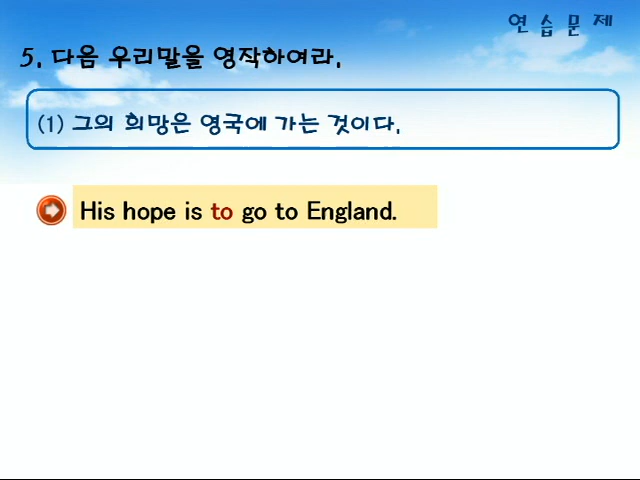 연 습 문 제
5. 다음 우리말을 영작하여라.
(1) 그의 희망은 영국에 가는 것이다.
His hope is to go to England.